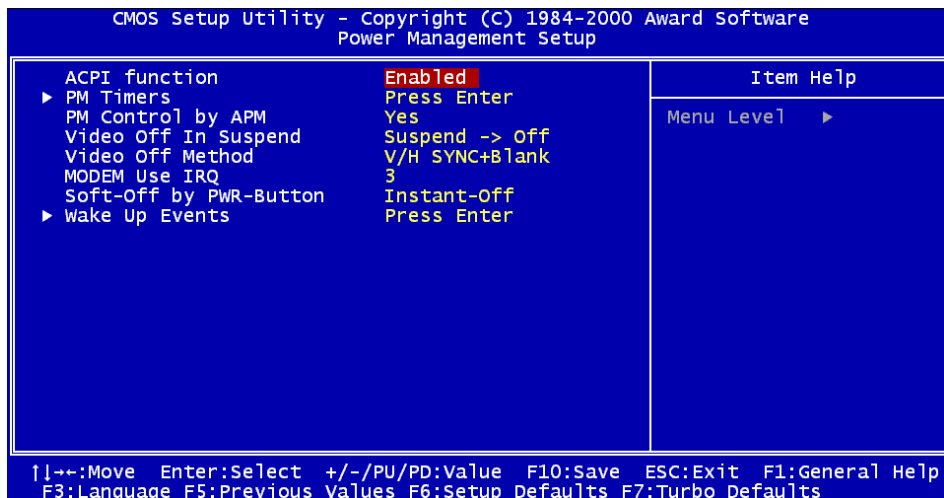 CMOS Setup Utility - Copyright (C) 1984-2000 Award Software
Power Management Setup
ACPI function Enabled
▶ PM Timers Press Enter
PM Control by APM Yes
Video Off In Suspend Suspend -> Off
Video Off Method V/H SYNC+Blank
MODEM Use IRQ 3
Soft-Off by PWR-Button Instant-Off
▶ Wake Up Events Press Enter
Item Help
Menu Level ▶
↑↓→←:Move Enter:Select +/-/PU/PD:Value F10:Save ESC:Exit F1:General Help
F3:Language F5:Previous Values F6:Setup Defaults F7:Turbo Defaults